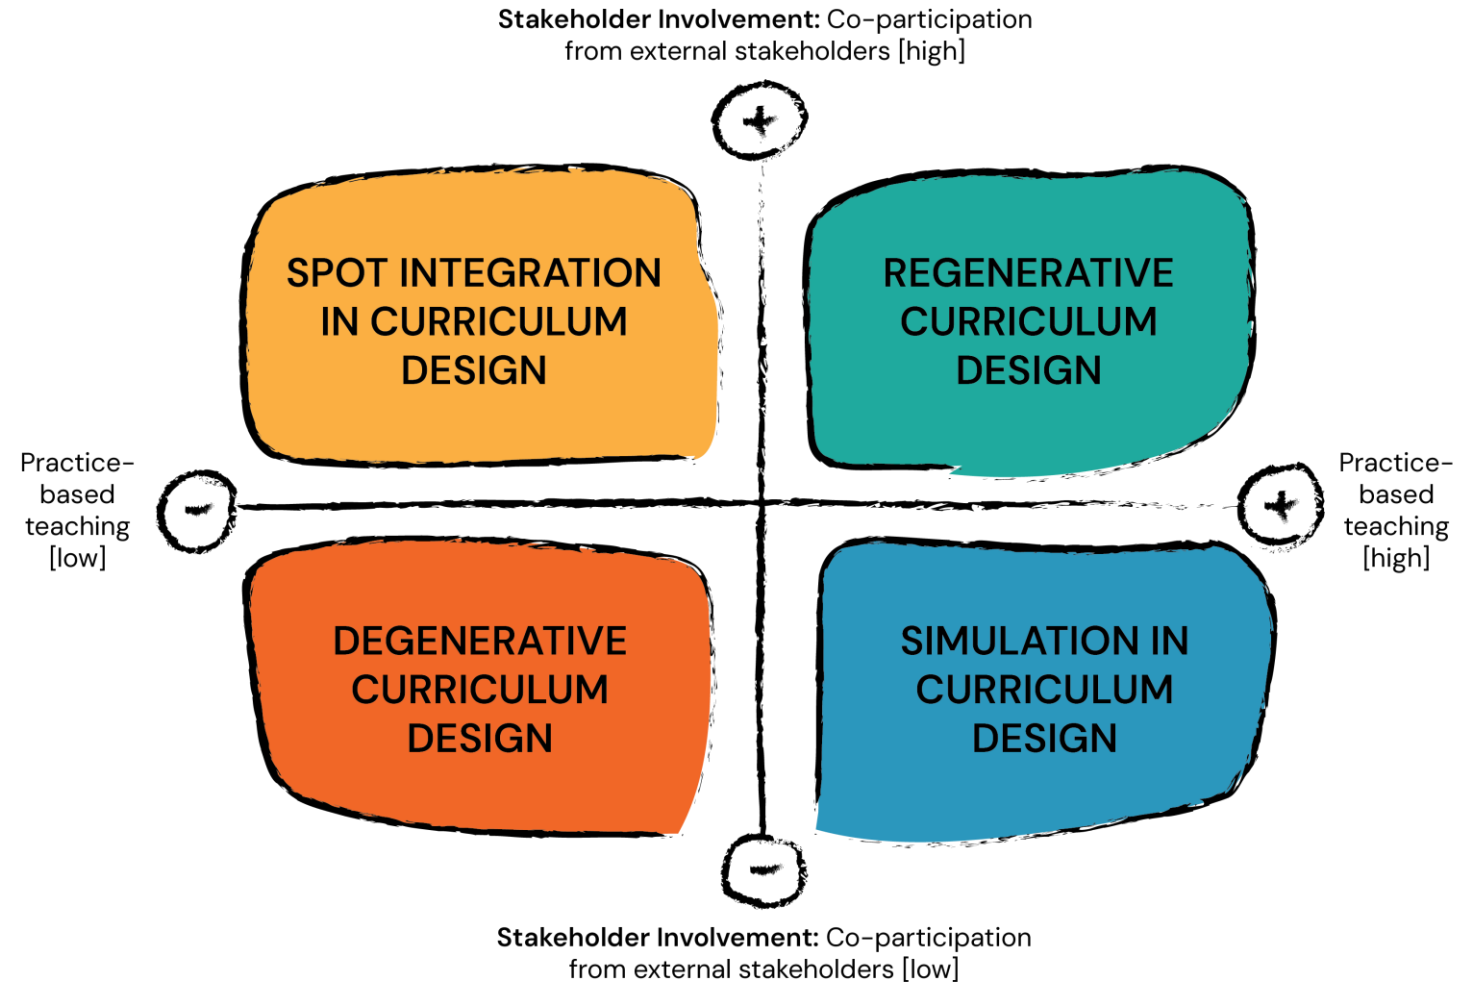 Stakeholder Involvement: Co-participation
from external stakeholders [high]
+
SPOT INTEGRATION
IN CURRICULUM
DESIGN
REGENERATIVE
CURRICULUM
DESIGN
Practice-
based
teaching
[low]
-
+
Practice-
based
teaching
[high]
DEGENERATIVE
CURRICULUM
DESIGN
SIMULATION IN
CURRICULUM
DESIGN
-
Stakeholder Involvement: Co-participation
from external stakeholders [low]